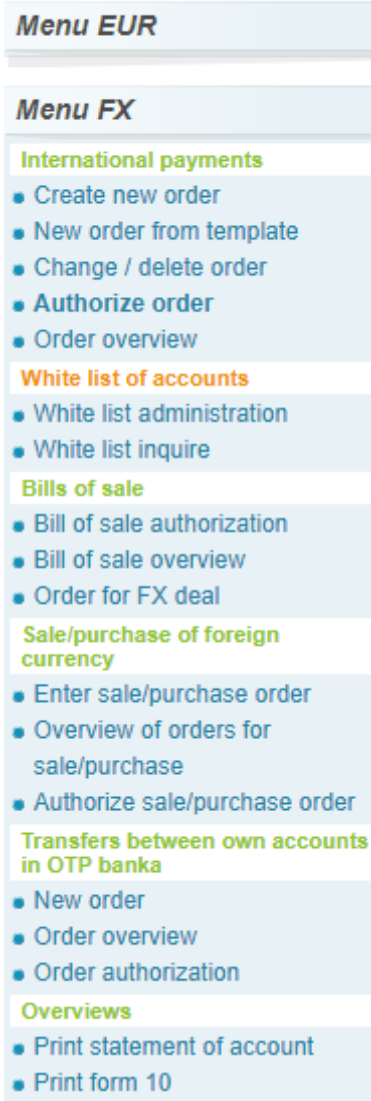 Menu EUR
Menu FX
International payments
Create new order
New order from template
Change / delete order
Authorize order
Order overview
White list of accounts
White list administration
White list inquire
Bills of sale
Bill of sale authorization
Bill of sale overview
Order for FX deal
Sale/purchase of foreign
currency
Enter sale/purchase order
Overview of orders for
sale/purchase
Authorize sale/purchase order
Transfers between own accounts
in OTP banka
New order
Order overview
Order authorization
Overviews
Print statement of account
Print form 10